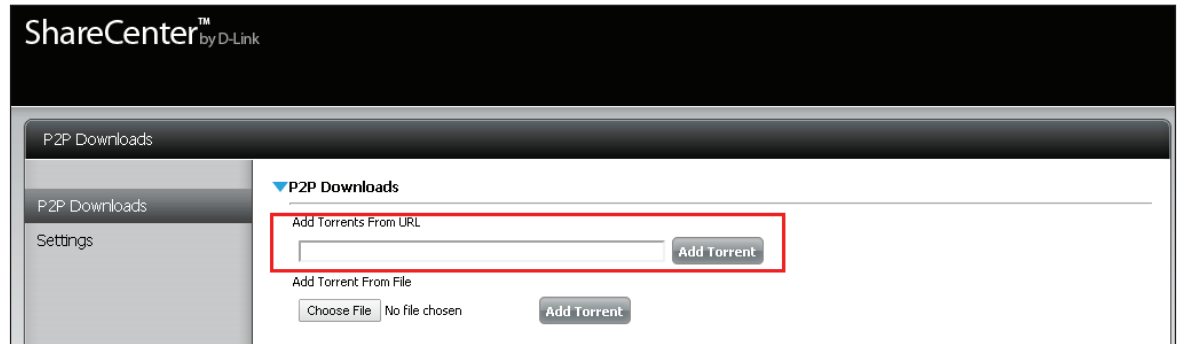 ShareCenter™ by D-Link
P2P Downloads
P2P Downloads
Settings
P2P Downloads
Add Torrents From URL
Add Torrent
Add Torrent From File
Choose File No file chosen Add Torrent